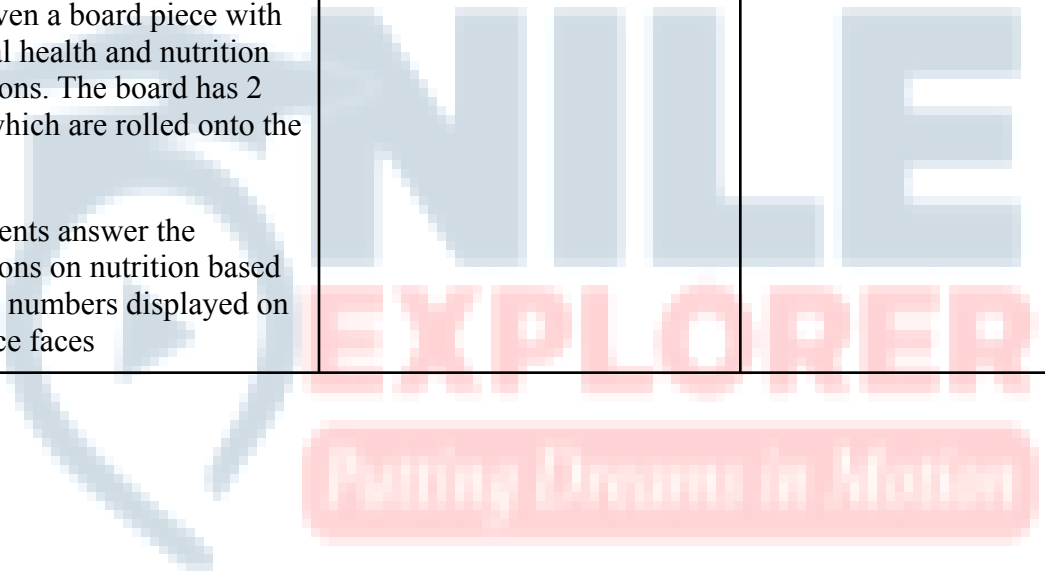 ven a board piece with
al health and nutrition
ons. The board has 2
which are rolled onto the
ents answer the
ons on nutrition based
numbers displayed on
ce faces
NILE
EXPLORER
Putting Dreams in Motion